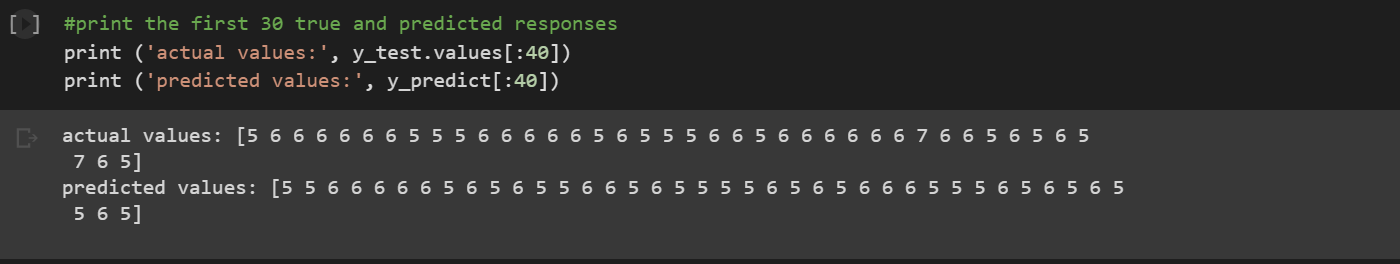 [ ] #print the first 30 true and predicted responses
print ('actual values:', y_test.values[:40])
print ('predicted values:', y_predict[:40])
actual values: [5 6 6 6 6 6 6 5 5 5 6 6 6 6 6 5 6 5 5 5 6 6 5 6 6 6 6 6 6 7 6 6 5 6 5 6 5
7 6 5]
predicted values: [5 5 6 6 6 6 6 5 6 5 6 5 5 6 6 5 6 5 5 5 5 6 5 6 5 6 6 6 5 5 5 6 5 6 5 6 5
5 6 5]